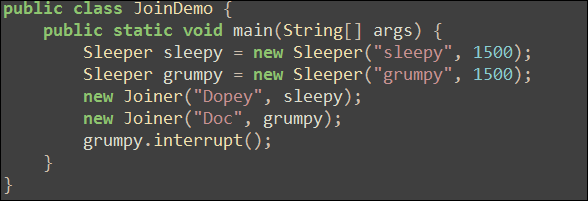 public class JoinDemo {
    public static void main(String[] args) {
        Sleeper sleepy = new Sleeper("sleepy", 1500);
        Sleeper grumpy = new Sleeper("grumpy", 1500);
        new Joiner("Dopey", sleepy);
        new Joiner("Doc", grumpy);
        grumpy.interrupt();
    }
}